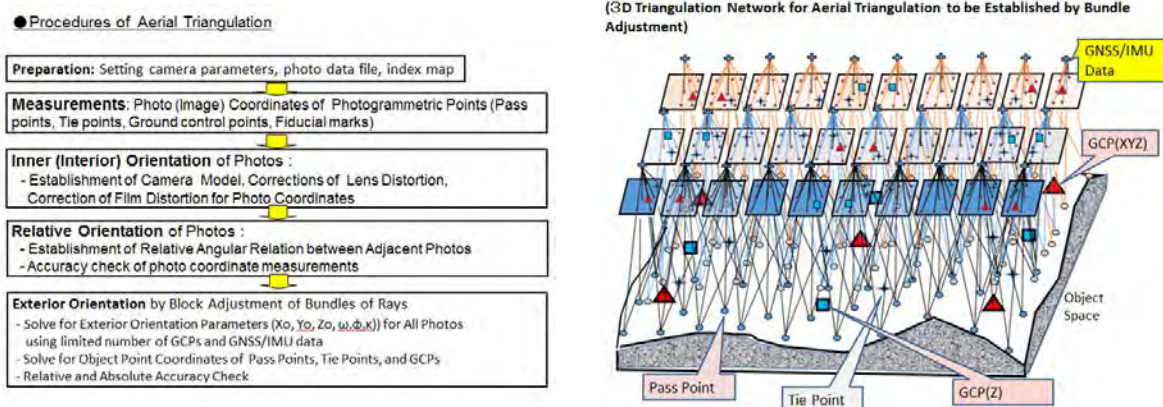 ●Procedures of Aerial Triangulation
Preparation: Setting camera parameters, photo data file, index map
Measurements: Photo (Image) Coordinates of Photogrammetric Points (Pass
points, Tie points, Ground control points, Fiducial marks)
Inner (Interior) Orientation of Photos :
- Establishment of Camera Model, Corrections of Lens Distortion,
Correction of Film Distortion for Photo Coordinates
Relative Orientation of Photos :
- Establishment of Relative Angular Relation between Adjacent Photos
- Accuracy check of photo coordinate measurements
Exterior Orientation by Block Adjustment of Bundles of Rays
- Solve for Exterior Orientation Parameters (Xo, Yo, Zo, ω.ф.κ)) for All Photos
using limited number of GCPs and GNSS/IMU data
- Solve for Object Point Coordinates of Pass Points, Tie Points, and GCPs
- Relative and Absolute Accuracy Check
(3D Triangulation Network for Aerial Triangulation to be Established by Bundle
Adjustment)
GNSS/IMU
Data
GCP(XYZ)
Object
Space
Pass Point
Tie Point
GCP(Z)